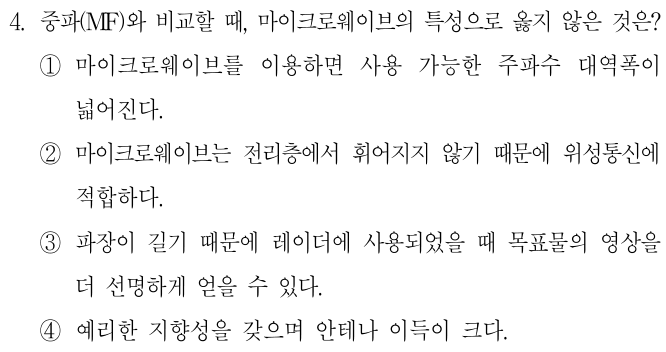 4. 중파(MF)와 비교할 때, 마이크로웨이브의 특성으로 옳지 않은 것은?
① 마이크로웨이브를 이용하면 사용 가능한 주파수 대역폭이
넓어진다.
② 마이크로웨이브는 전리층에서 휘어지지 않기 때문에 위성통신에
적합하다.
③ 파장이 길기 때문에 레이더에 사용되었을 때 목표물의 영상을
더 선명하게 얻을 수 있다.
④ 예리한 지향성을 갖으며 안테나 이득이 크다.